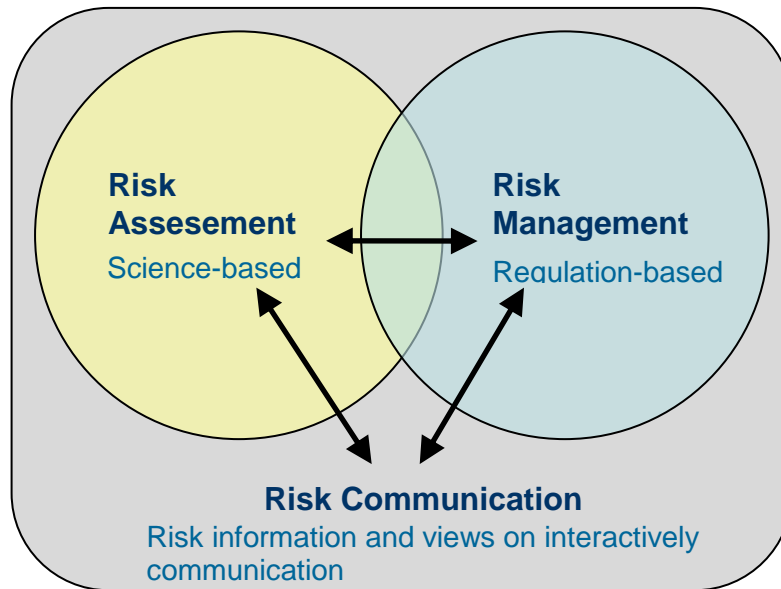 Risk
Assesement
Science-based
Risk
Management
Regulation-based
Risk Communication
Risk information and views on interactively
communication